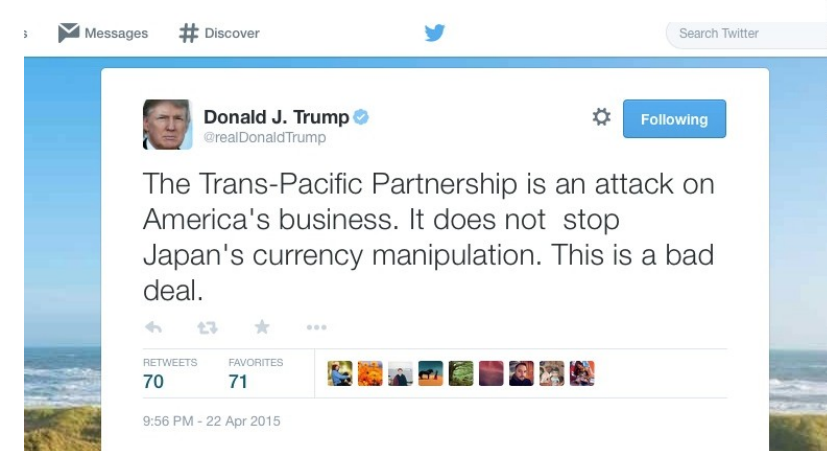 s Messages # Discover Search Twitter
Donald J. Trump
@realDonaldTrump
Following
The Trans-Pacific Partnership is an attack on
America's business. It does not  stop
Japan's currency manipulation. This is a bad
deal.
RETWEETS FAVORITES
70 71
9:56 PM - 22 Apr 2015